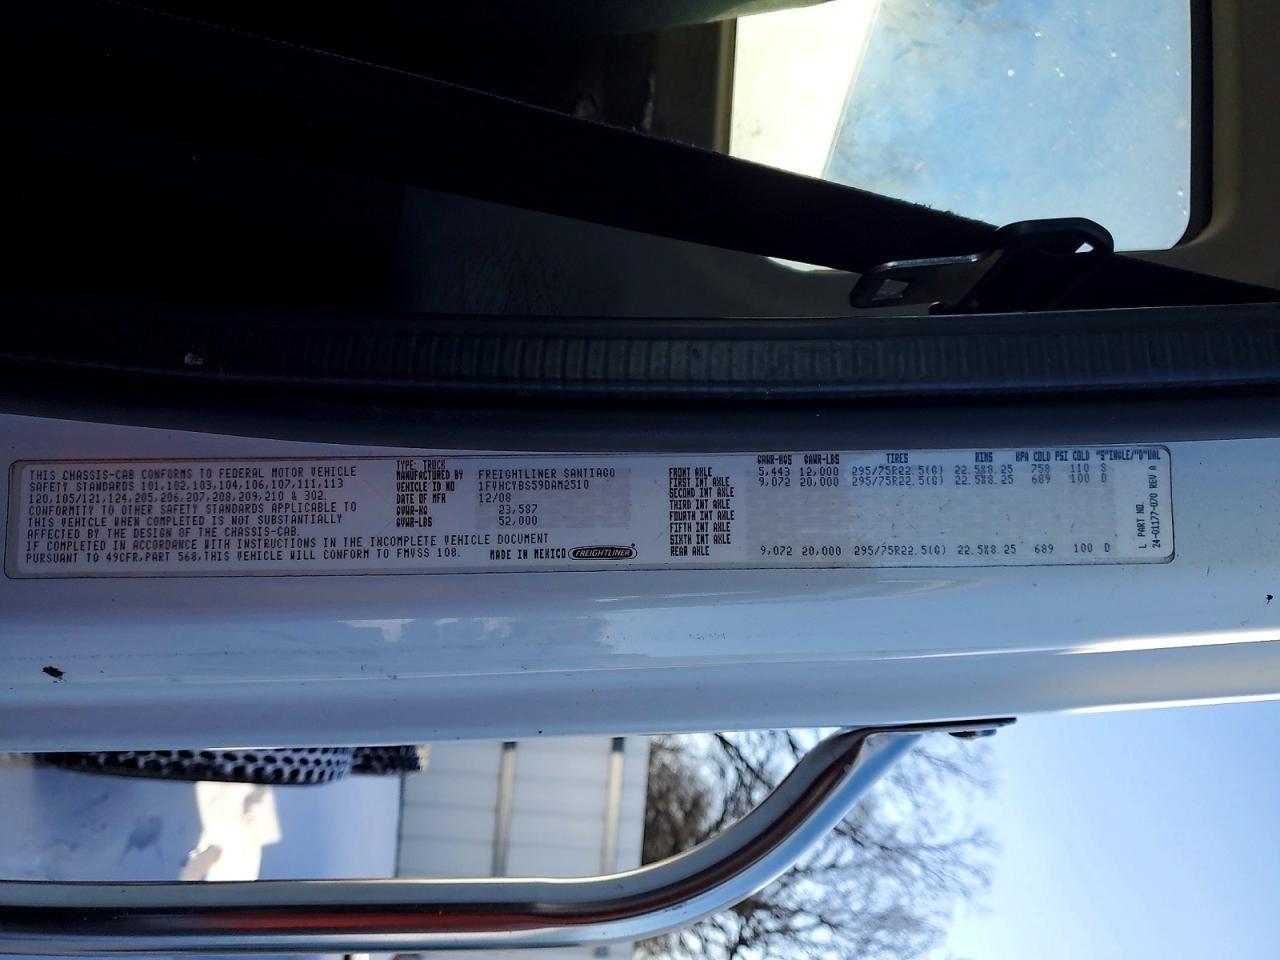 THIS CHASSIS-CAB CONFORMS TO FEDERAL MOTOR VEHICLE
SAFETY STANDARDS 101,102,103,104,106,107,111,113
120,105/121,124,205,206,207,208,209,210 & 302.
THIS VEHICLE WHEN COMPLETED IS NOT SUBSTANTIALLY
AFFECTED BY THE DESIGN OF THE CHASSIS-CAB.
IF COMPLETED IN ACCORDANCE WITH INSTRUCTIONS IN THE INCOMPLETE VEHICLE DOCUMENT
PURSUANT TO 49CFR.PART 568,THIS VEHICLE WILL CONFORM TO FMVSS 108.
OTHER FEDERAL MOTOR VEHICLE SAFETY STANDARDS APPLICABLE TO
TYPE: TRUCK
MANUFACTURED BY FREIGHTLINER SANTIAGO
VEHICLE ID NO 1FVHCYBS59DAM2510
DATE OF MFR 12/08
GVWR-KG 23,587
GVWR-LBS 52,000
MADE IN MEXICO FREIGHTLINER
GAWR-KGS GAWR-LBS TIRES RIMS KPA COLD PSI COLD "S"INGLE/"D"UAL
FRONT AXLE 5,443 12,000 295/75R22.5(G) 22.5X8.25 758 110 S
FIRST INT AXLE 9,072 20,000 295/75R22.5(G) 22.5X8.25 689 100 D
SECOND INT AXLE
THIRD INT AXLE
FOURTH INT AXLE
FIFTH INT AXLE
SIXTH INT AXLE
REAR AXLE 9,072 20,000 295/75R22.5(G) 22.5X8.25 689 100 D
L PART NO.
24-01177-070 REV A